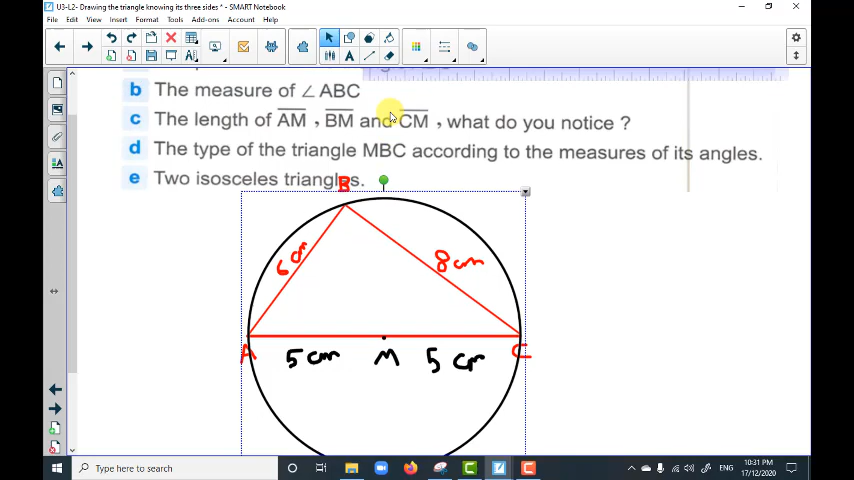 U3-L2 - Drawing the triangle knowing its three sides * - SMART Notebook
File Edit View Insert Format Tools Add-ons Account Help
b The measure of ∠ ABC
c The length of AM , BM and CM , what do you notice ?
d The type of the triangle MBC according to the measures of its angles.
e Two isosceles triangles.
B
8 cm
A
C
5 cm M 5 cm
Type here to search
ENG
10:31 PM
17/12/2020